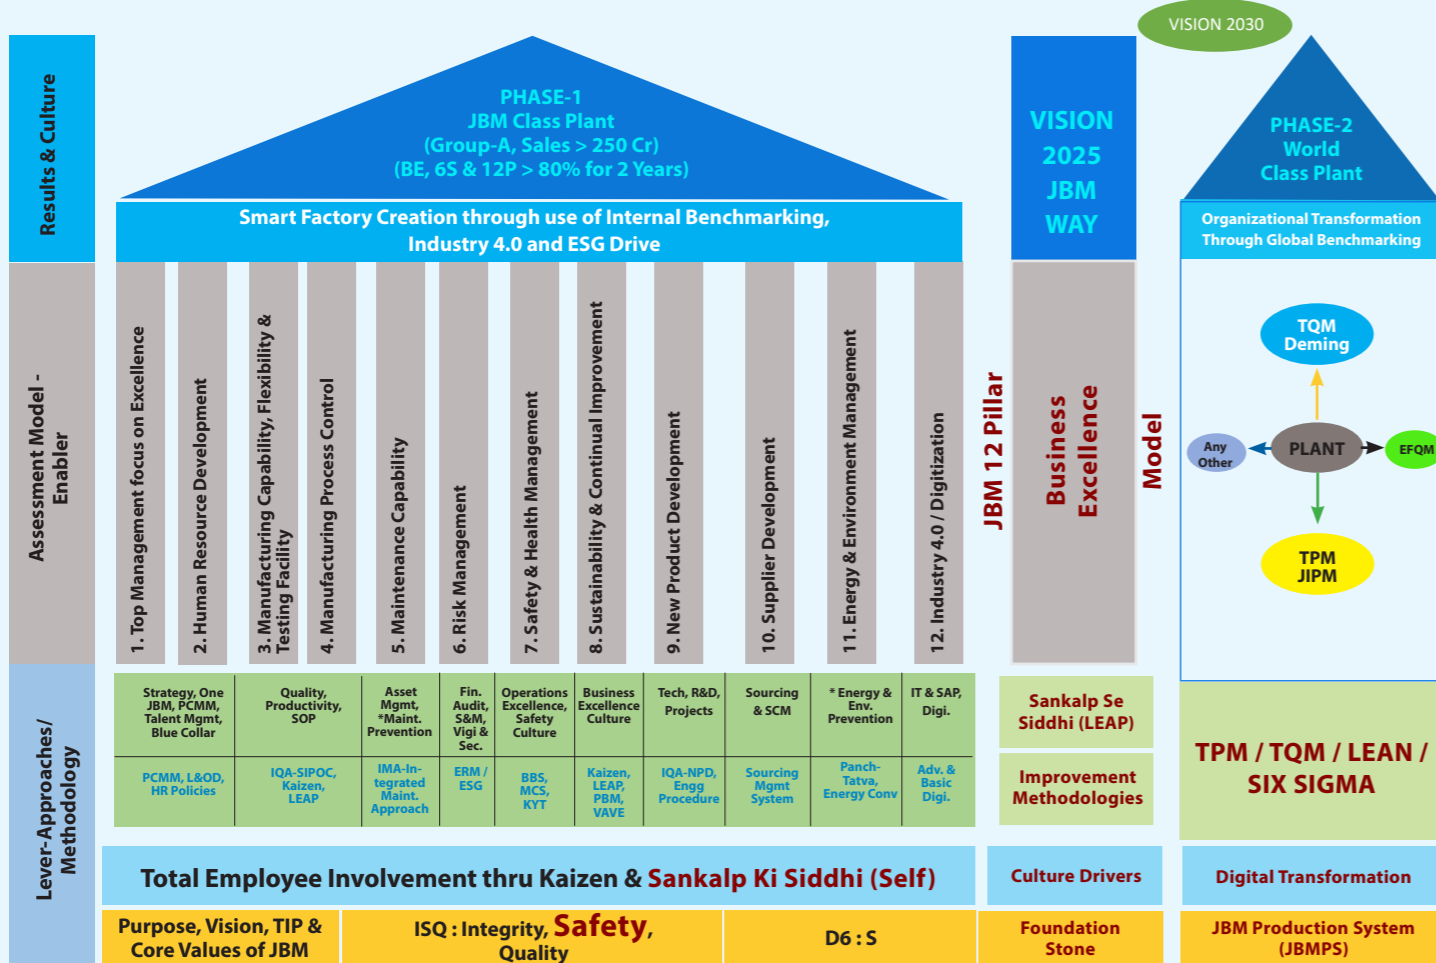 VISION 2030
Results & Culture
PHASE-1
JBM Class Plant
(Group-A, Sales > 250 Cr)
(BE, 6S & 12P > 80% for 2 Years)
Smart Factory Creation through use of Internal Benchmarking,
Industry 4.0 and ESG Drive
VISION
2025
JBM
WAY
PHASE-2
World
Class Plant
Organizational Transformation
Through Global Benchmarking
Assessment Model -
Enabler
1. Top Management focus on Excellence
2. Human Resource Development
3. Manufacturing Capability, Flexibility &
Testing Facility
4. Manufacturing Process Control
5. Maintenance Capability
6. Risk Management
7. Safety & Health Management
8. Sustainability & Continual Improvement
9. New Product Development
10. Supplier Development
11. Energy & Environment Management
12. Industry 4.0 / Digitization
JBM 12 Pillar
Business
Excellence
Model
TQM
Deming
Any
Other
PLANT
EFQM
TPM
JIPM
Lever-Approaches/
Methodology
Strategy, One
JBM, PCMM,
Talent Mgmt,
Blue Collar
Quality,
Productivity,
SOP
Asset
Mgmt,
*Maint.
Prevention
Fin.
Audit,
S&M,
Vigi &
Sec.
Operations
Excellence,
Safety
Culture
Business
Excellence
Culture
Tech, R&D,
Projects
Sourcing
& SCM
* Energy &
Env.
Prevention
IT & SAP,
Digi.
Sankalp Se
Siddhi (LEAP)
PCMM, L&OD,
HR Policies
IQA-SIPOC,
Kaizen,
LEAP
IMA-In-
tegrated
Maint.
Approach
ERM /
ESG
BBS,
MCS,
KYT
Kaizen,
LEAP,
PBM,
VAVE
IQA-NPD,
Engg
Procedure
Sourcing
Mgmt
System
Panch-
Tatva,
Energy Conv
Adv. &
Basic
Digi.
Improvement
Methodologies
TPM / TQM / LEAN /
SIX SIGMA
Total Employee Involvement thru Kaizen & Sankalp Ki Siddhi (Self)
Culture Drivers
Digital Transformation
Purpose, Vision, TIP &
Core Values of JBM
ISQ : Integrity, Safety,
Quality
D6 : S
Foundation
Stone
JBM Production System
(JBMPS)